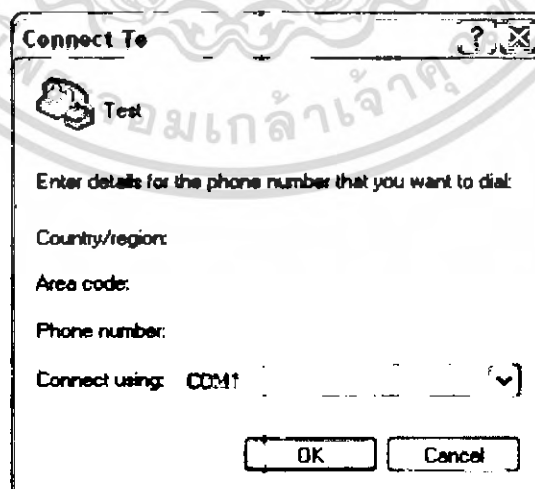 Connect To
Test
Enter details for the phone number that you want to dial:
Country/region:
Area code:
Phone number:
Connect using: COM1
OK Cancel